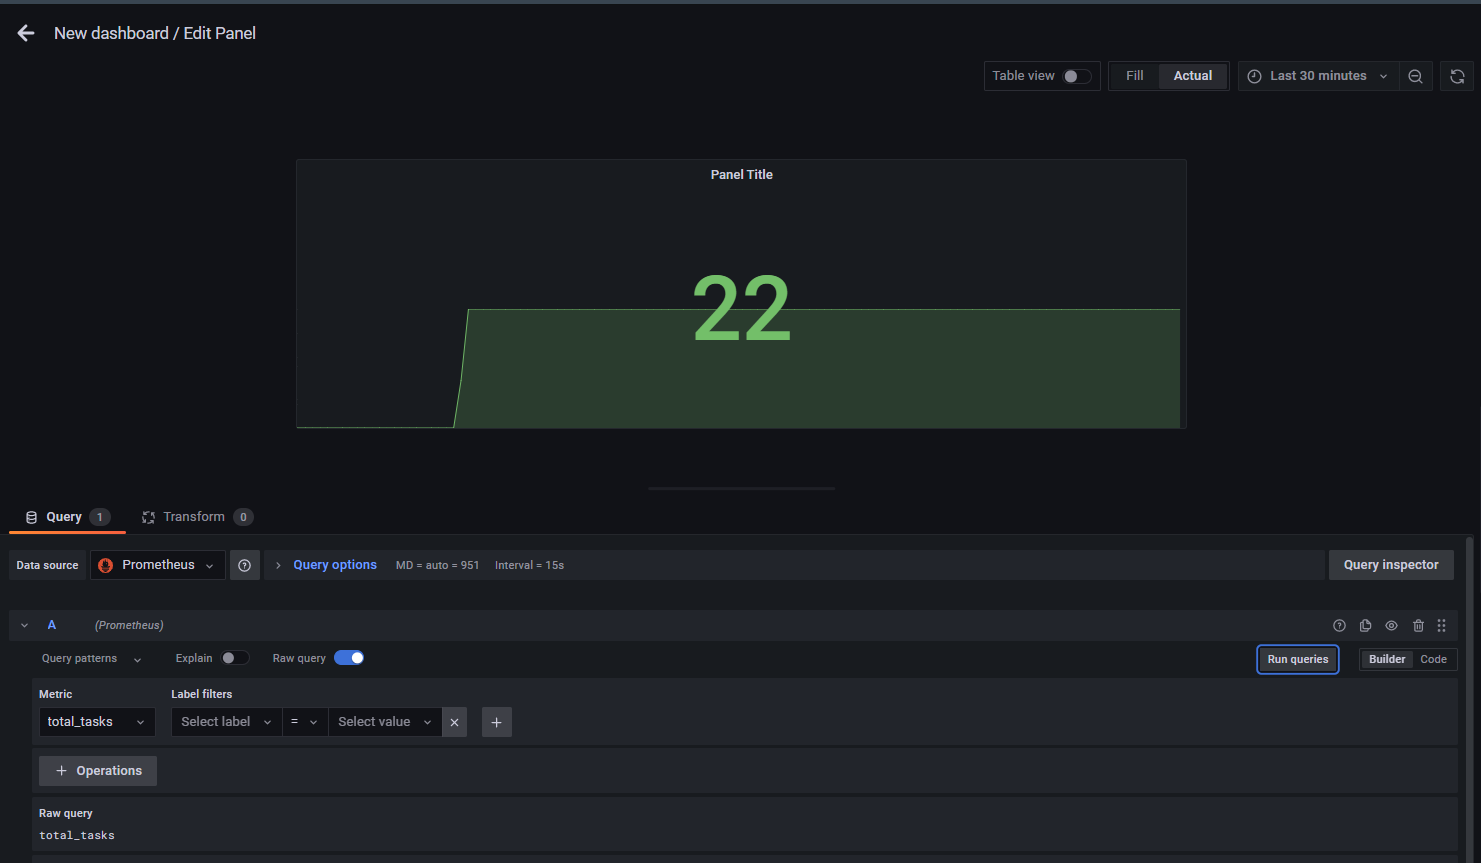 New dashboard / Edit Panel
Table view Fill Actual Last 30 minutes
Panel Title
22
Query 1 Transform 0
Data source Prometheus Query options MD = auto = 951 Interval = 15s Query inspector
A (Prometheus)
Query patterns Explain Raw query Run queries Builder Code
Metric Label filters
total_tasks Select label = Select value
+ Operations
Raw query
total_tasks